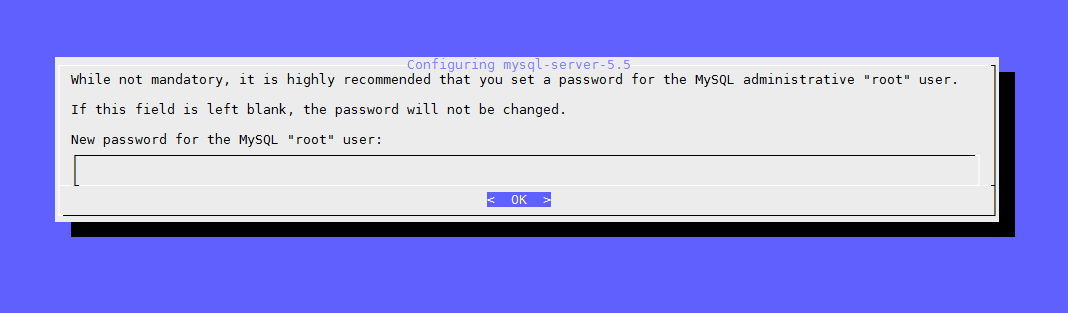 Configuring mysql-server-5.5
While not mandatory, it is highly recommended that you set a password for the MySQL administrative "root" user.
If this field is left blank, the password will not be changed.
New password for the MySQL "root" user:
<  OK  >